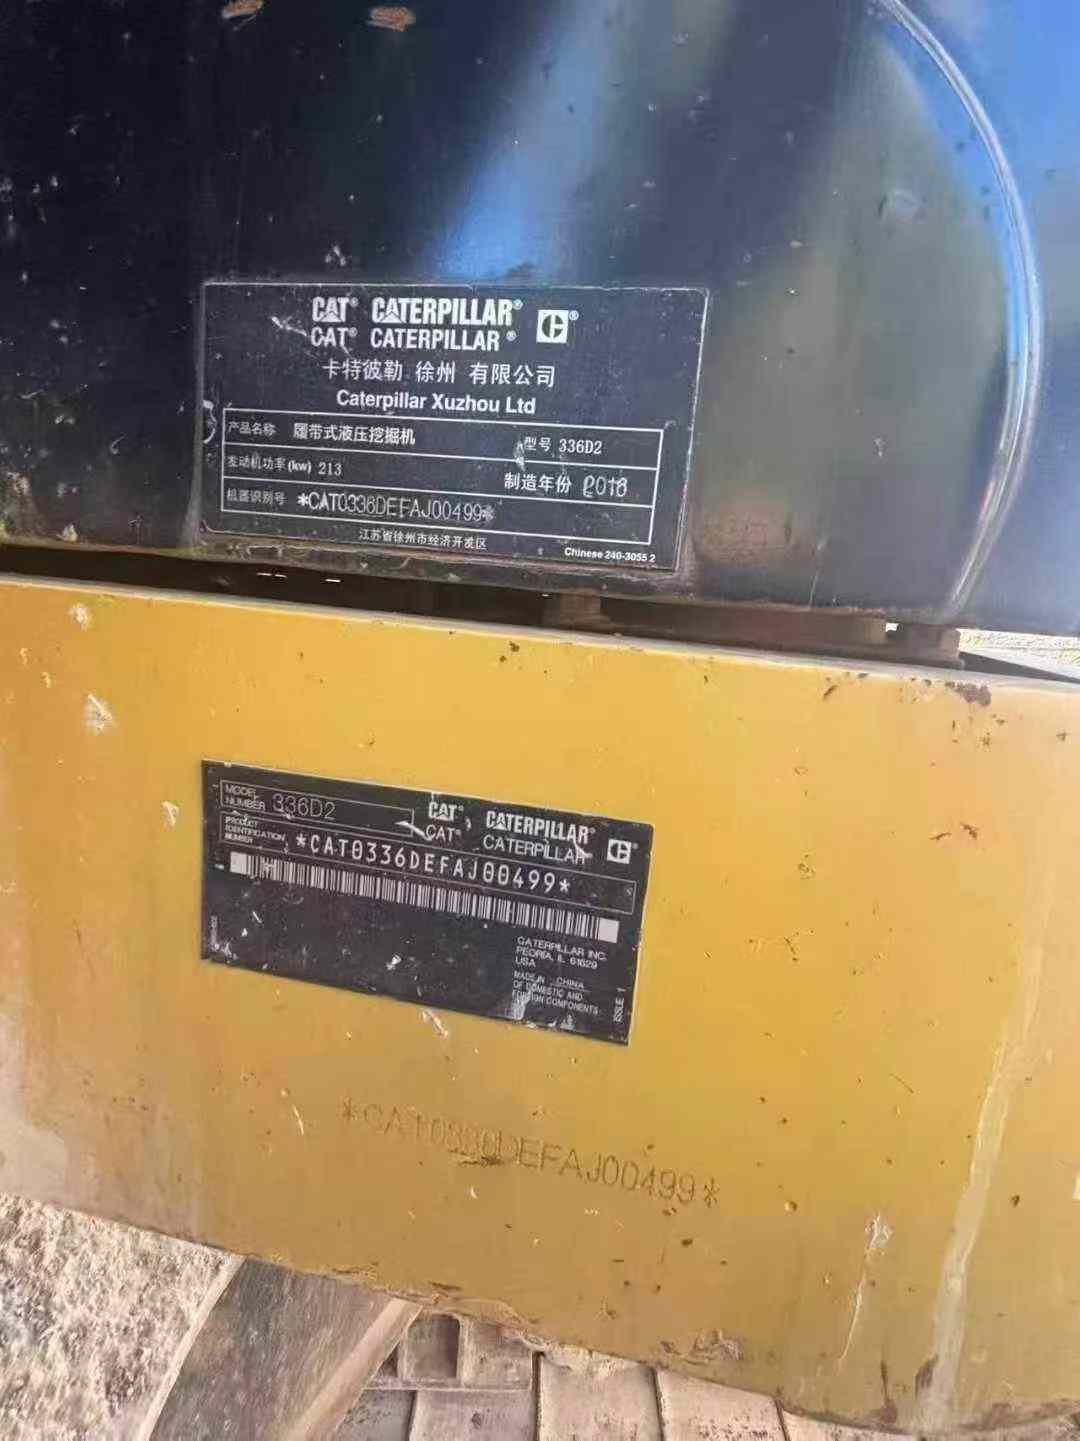 CAT® CATERPILLAR®
CAT® CATERPILLAR®
卡特彼勒 徐州 有限公司
Caterpillar Xuzhou Ltd
产品名称 履带式液压挖掘机 型号 336D2
发动机功率(kw) 213 制造年份 2016
机器识别号 *CAT0336DEFAJ00499*
江苏省徐州市经济开发区 Chinese 240-3055 2
MODEL
NUMBER 336D2
CAT® CATERPILLAR®
CAT® CATERPILLAR
PRODUCT
IDENTIFICATION
NUMBER *CAT0336DEFAJ00499*
CATERPILLAR INC.
PEORIA, IL 61629
USA
MADE IN CHINA
OF DOMESTIC AND
FOREIGN COMPONENTS
ISSUE 1
*CAT0336DEFAJ00499*